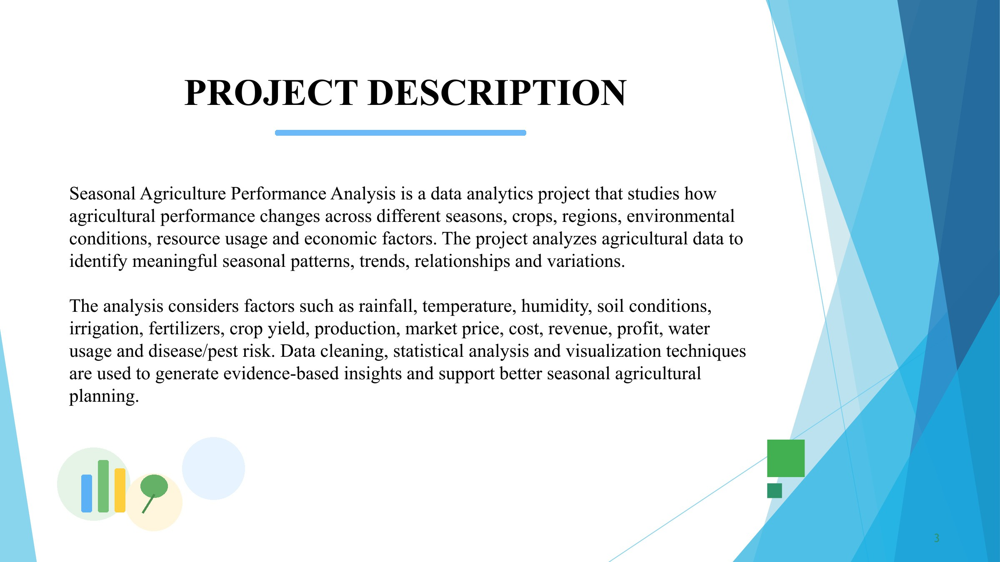 PROJECT DESCRIPTION
Seasonal Agriculture Performance Analysis is a data analytics project that studies how
agricultural performance changes across different seasons, crops, regions, environmental
conditions, resource usage and economic factors. The project analyzes agricultural data to
identify meaningful seasonal patterns, trends, relationships and variations.
The analysis considers factors such as rainfall, temperature, humidity, soil conditions,
irrigation, fertilizers, crop yield, production, market price, cost, revenue, profit, water
usage and disease/pest risk. Data cleaning, statistical analysis and visualization techniques
are used to generate evidence-based insights and support better seasonal agricultural
planning.
3